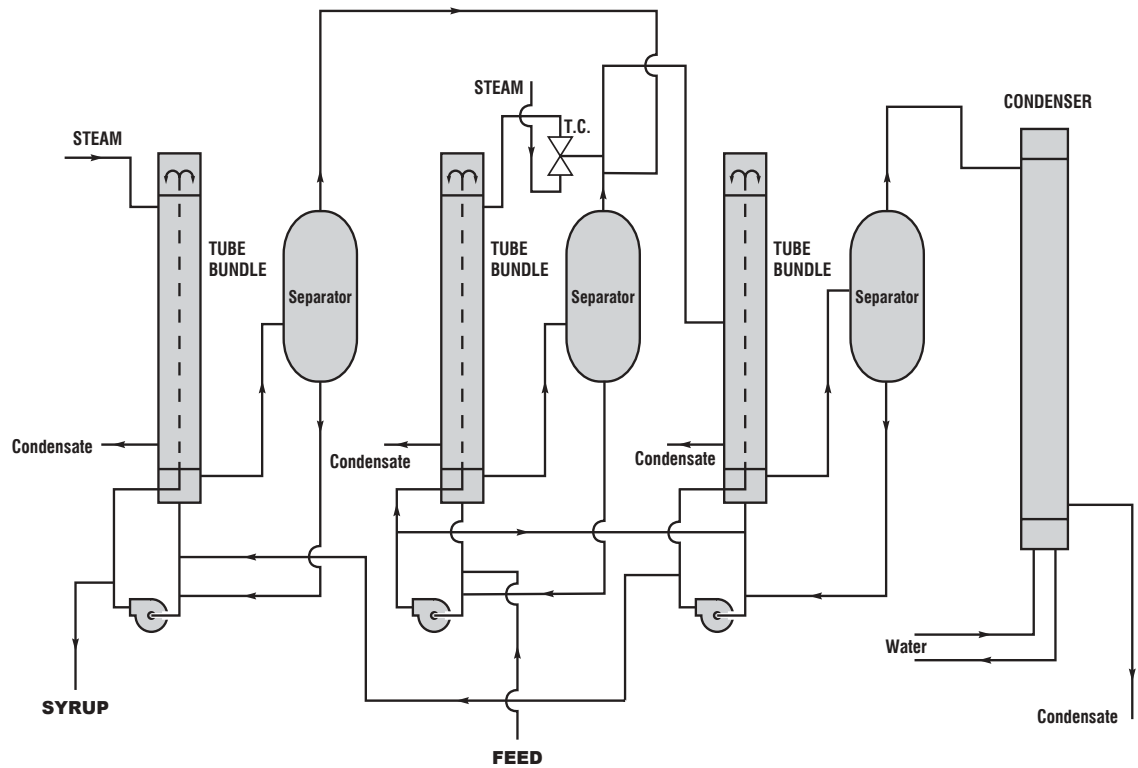 STEAM
T.C.
CONDENSER
STEAM
TUBE
BUNDLE
TUBE
BUNDLE
TUBE
BUNDLE
Separator
Separator
Separator
Condensate
Condensate
Condensate
Water
SYRUP
Condensate
FEED